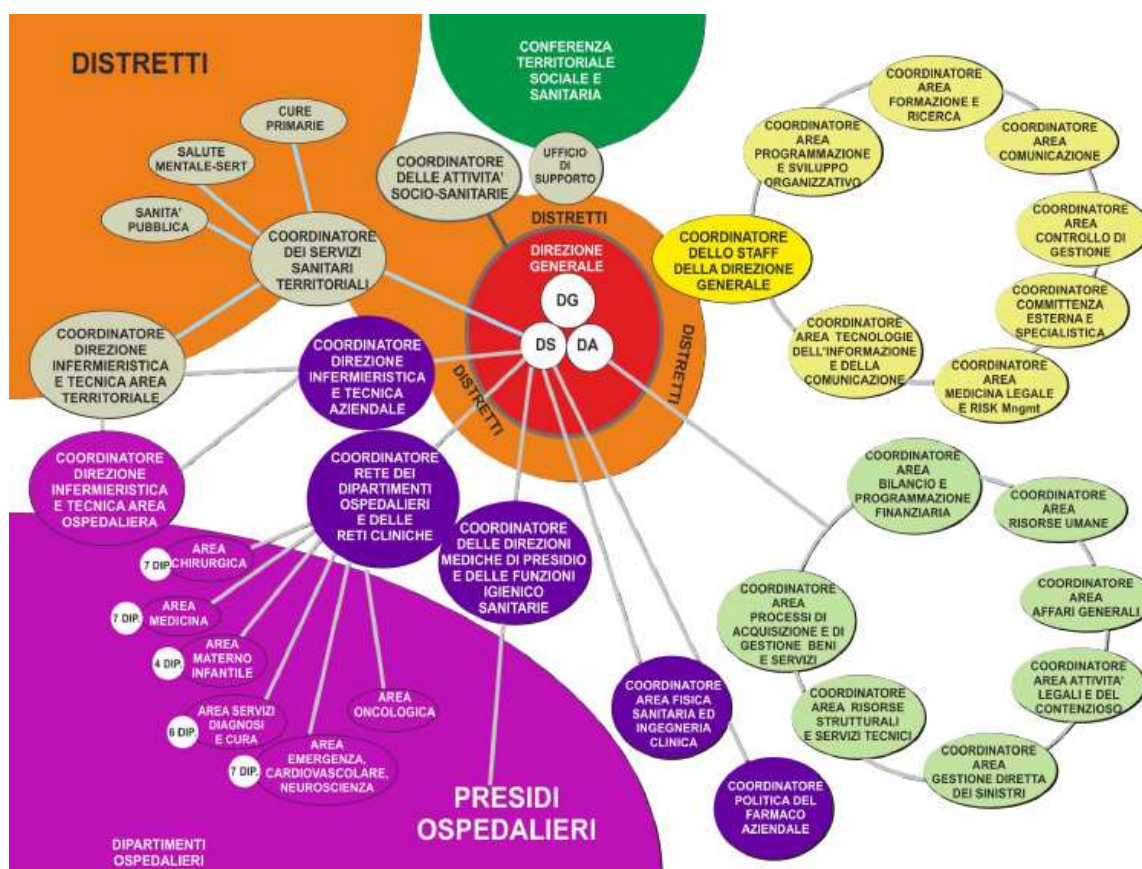 DISTRETTI
CURE
PRIMARIE
SALUTE
MENTALE-SERT
SANITA'
PUBBLICA
COORDINATORE
DEI SERVIZI
SANITARI
TERRITORIALI
COORDINATORE
DIREZIONE
INFERMIERISTICA
E TECNICA AREA
TERRITORIALE
CONFERENZA
TERRITORIALE
SOCIALE E
SANITARIA
UFFICIO
DI
SUPPORTO
COORDINATORE
DELLE ATTIVITA'
SOCIO-SANITARIE
DISTRETTI
DISTRETTI
DISTRETTI
DIREZIONE
GENERALE
DG
DS
DA
COORDINATORE
DELLO STAFF
DELLA DIREZIONE
GENERALE
COORDINATORE
AREA
PROGRAMMAZIONE
E SVILUPPO
ORGANIZZATIVO
COORDINATORE
AREA
FORMAZIONE E
RICERCA
COORDINATORE
AREA
COMUNICAZIONE
COORDINATORE
AREA
CONTROLLO DI
GESTIONE
COORDINATORE
COMMITTENZA
ESTERNA E
SPECIALISTICA
COORDINATORE
AREA
MEDICINA LEGALE
E RISK Mngmt
COORDINATORE
AREA TECNOLOGIE
DELL'INFORMAZIONE
E DELLA
COMUNICAZIONE
COORDINATORE
DIREZIONE
INFERMIERISTICA
E TECNICA
AZIENDALE
COORDINATORE
DIREZIONE
INFERMIERISTICA
E TECNICA AREA
OSPEDALIERA
COORDINATORE
RETE DEI
DIPARTIMENTI
OSPEDALIERI
E DELLE
RETI CLINICHE
COORDINATORE
DELLE DIREZIONI
MEDICHE DI PRESIDIO
E DELLE FUNZIONI
IGIENICO
SANITARIE
7 DIP.
AREA
CHIRURGICA
7 DIP.
AREA
MEDICINA
4 DIP.
AREA
MATERNO
INFANTILE
6 DIP.
AREA SERVIZI
DIAGNOSI
E CURA
7 DIP.
AREA
EMERGENZA,
CARDIOVASCOLARE,
NEUROSCIENZA
AREA
ONCOLOGICA
PRESIDI
OSPEDALIERI
DIPARTIMENTI
OSPEDALIERI
COORDINATORE
AREA FISICA
SANITARIA ED
INGEGNERIA
CLINICA
COORDINATORE
POLITICA DEL
FARMACO
AZIENDALE
COORDINATORE
AREA
BILANCIO E
PROGRAMMAZIONE
FINANZIARIA
COORDINATORE
AREA
RISORSE UMANE
COORDINATORE
AREA
AFFARI GENERALI
COORDINATORE
AREA ATTIVITA'
LEGALI E DEL
CONTENZIOSO
COORDINATORE
AREA
GESTIONE DIRETTA
DEI SINISTRI
COORDINATORE
AREA RISORSE
STRUTTURALI
E SERVIZI TECNICI
COORDINATORE
AREA
PROCESSI DI
ACQUISIZIONE E DI
GESTIONE BENI
E SERVIZI